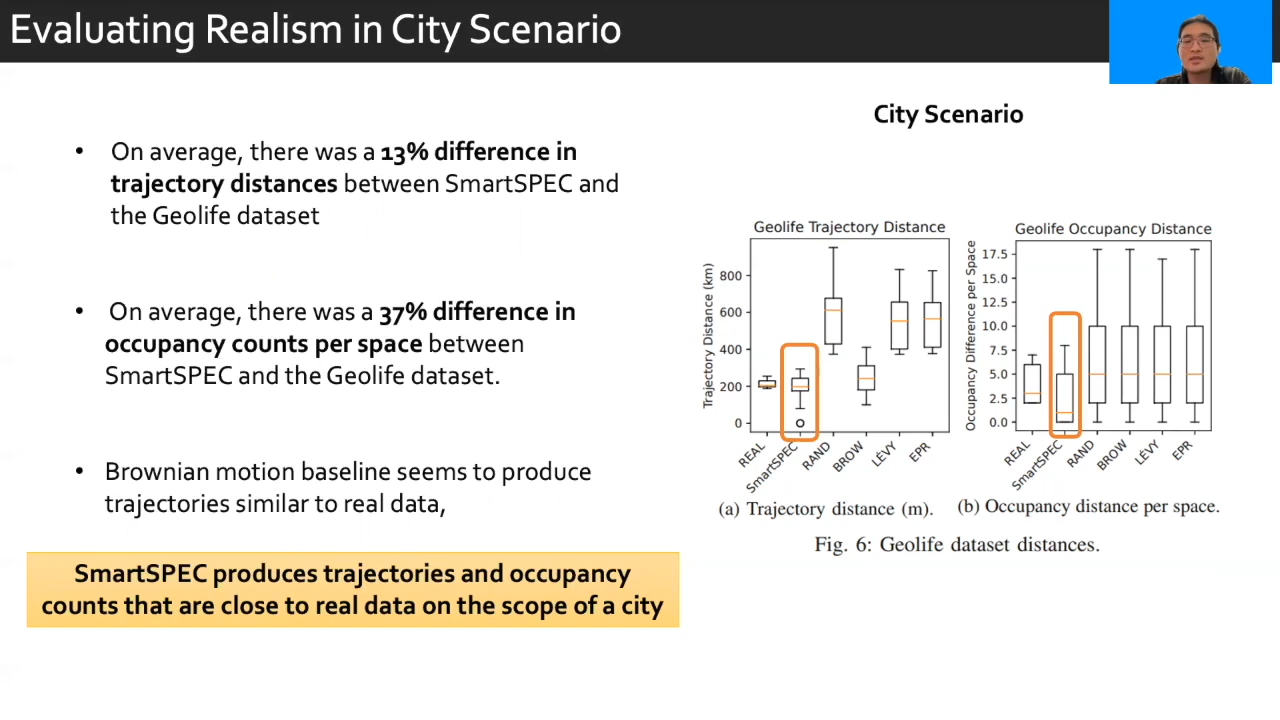 Evaluating Realism in City Scenario
• On average, there was a 13% difference in
trajectory distances between SmartSPEC and
the Geolife dataset
• On average, there was a 37% difference in
occupancy counts per space between
SmartSPEC and the Geolife dataset.
• Brownian motion baseline seems to produce
trajectories similar to real data,
SmartSPEC produces trajectories and occupancy
counts that are close to real data on the scope of a city
City Scenario
Geolife Trajectory Distance
Trajectory Distance (km)
800
600
400
200
0
REAL
SmartSPEC
RAND
BROW
LÉVY
EPR
(a) Trajectory distance (m).
Geolife Occupancy Distance
Occupancy Difference per Space
17.5
15.0
12.5
10.0
7.5
5.0
2.5
0.0
REAL
SmartSPEC
RAND
BROW
LÉVY
EPR
(b) Occupancy distance per space.
Fig. 6: Geolife dataset distances.